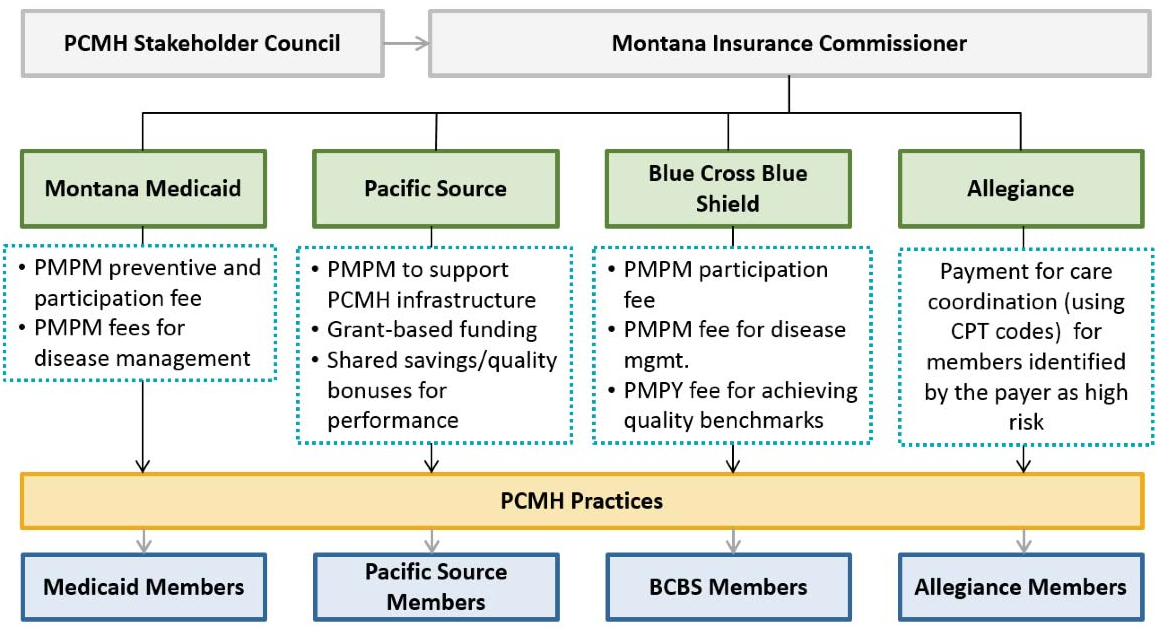 PCMH Stakeholder Council
Montana Insurance Commissioner
Montana Medicaid
Pacific Source
Blue Cross Blue
Shield
Allegiance
• PMPM preventive and
participation fee
• PMPM fees for
disease management
• PMPM to support
PCMH infrastructure
• Grant-based funding
• Shared savings/quality
bonuses for
performance
• PMPM participation
fee
• PMPM fee for disease
mgmt.
• PMPY fee for achieving
quality benchmarks
Payment for care
coordination (using
CPT codes) for
members identified
by the payer as high
risk
PCMH Practices
Medicaid Members
Pacific Source
Members
BCBS Members
Allegiance Members